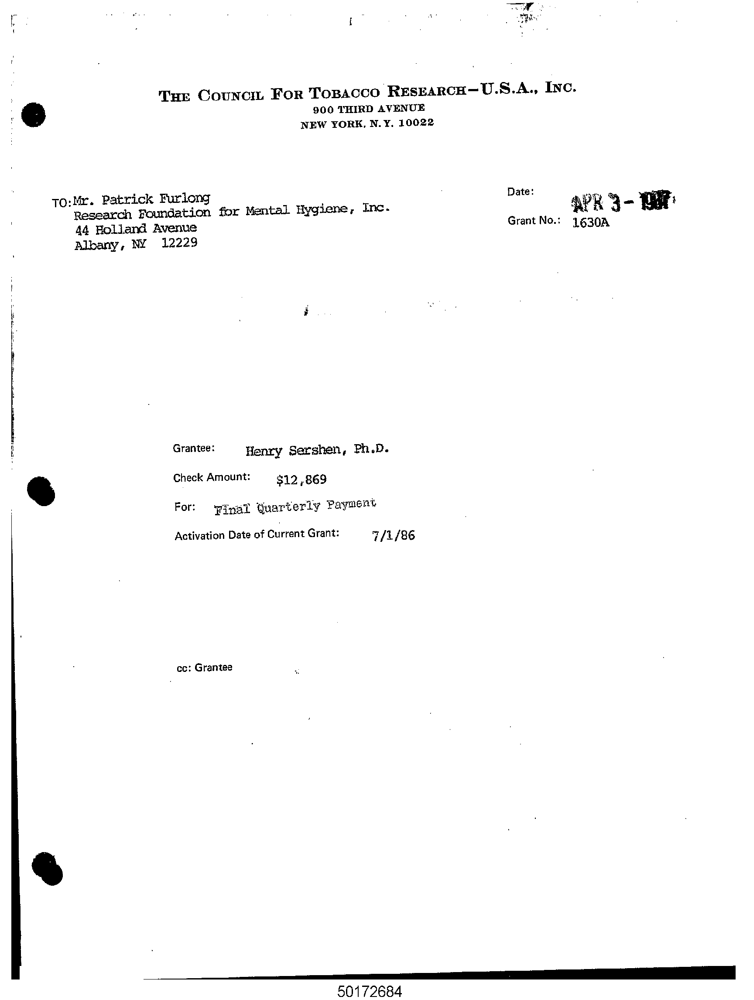 THE COUNCIL FOR TOBACCO RESEARCH-U.S.A., INC.
900 THIRD AVENUE
NEW YORK, N.Y. 10022
TO: Mr. Patrick Furlong
Research Foundation for Mental Hygiene, Inc.
44 Holland Avenue
Albany, NY 12229
Date: APR 3 - 1987
Grant No.: 1630A
Grantee: Henry Sershen, Ph.D.
Check Amount: $12,869
For: Final Quarterly Payment
Activation Date of Current Grant: 7/1/86
cc: Grantee
50172684